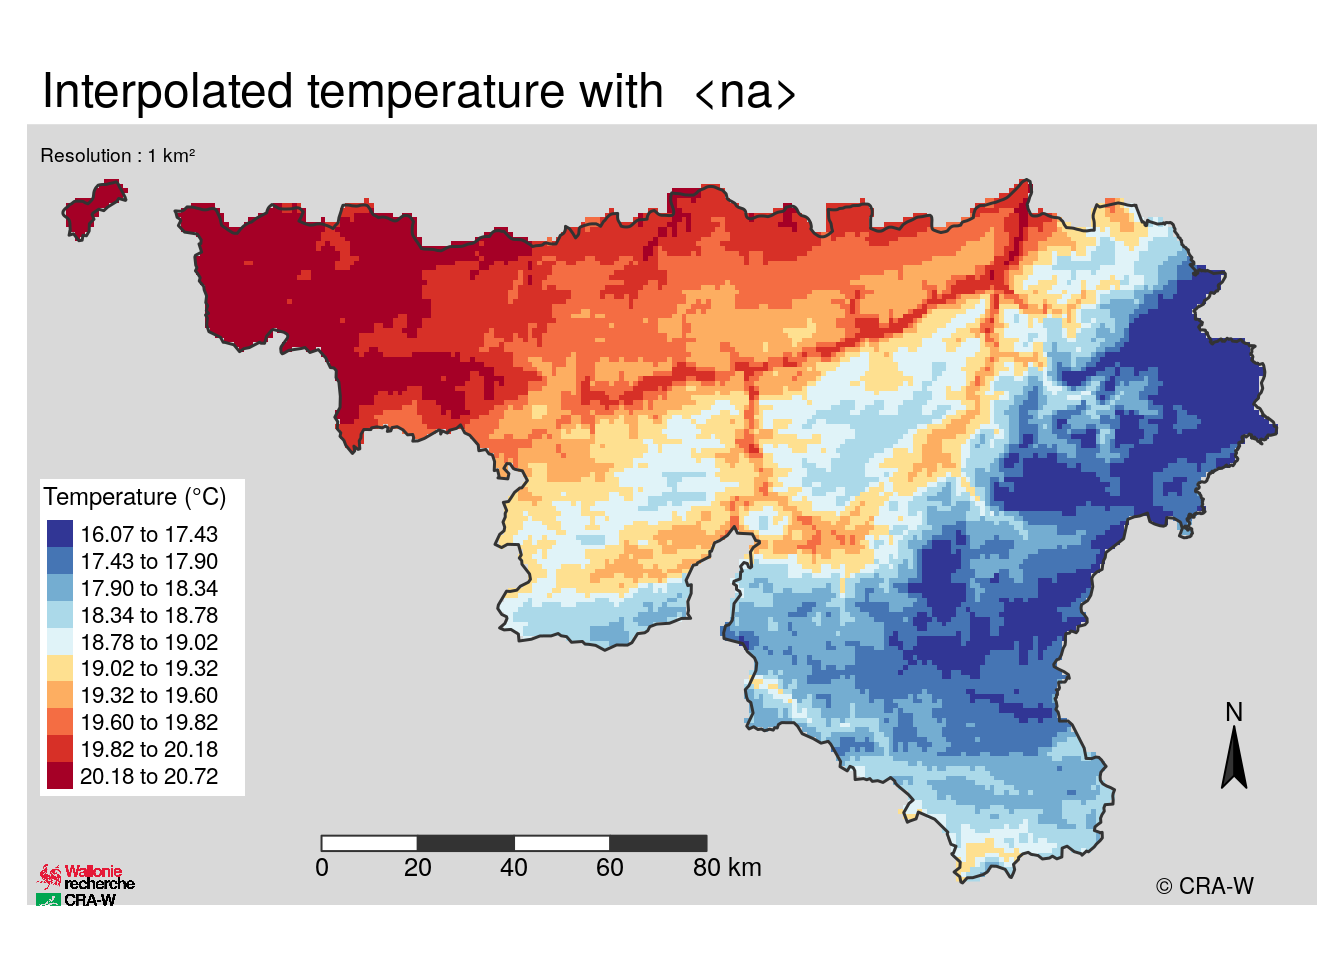 Interpolated temperature with <na>
Resolution : 1 km²
Temperature (°C)
16.07 to 17.43
17.43 to 17.90
17.90 to 18.34
18.34 to 18.78
18.78 to 19.02
19.02 to 19.32
19.32 to 19.60
19.60 to 19.82
19.82 to 20.18
20.18 to 20.72
N
0 20 40 60 80 km
Wallonie
recherche
CRA-W
© CRA-W